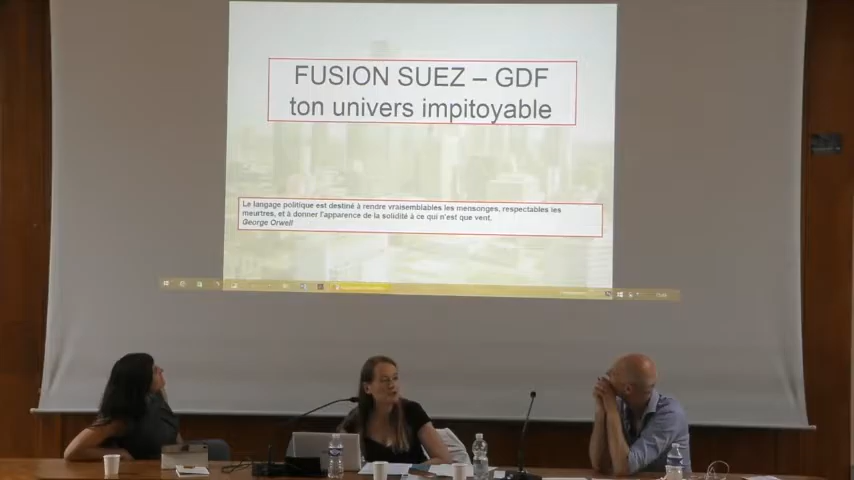 FUSION SUEZ – GDF
ton univers impitoyable
Le langage politique est destiné à rendre vraisemblables les mensonges, respectables les
meurtres, et à donner l'apparence de la solidité à ce qui n'est que vent.
George Orwell